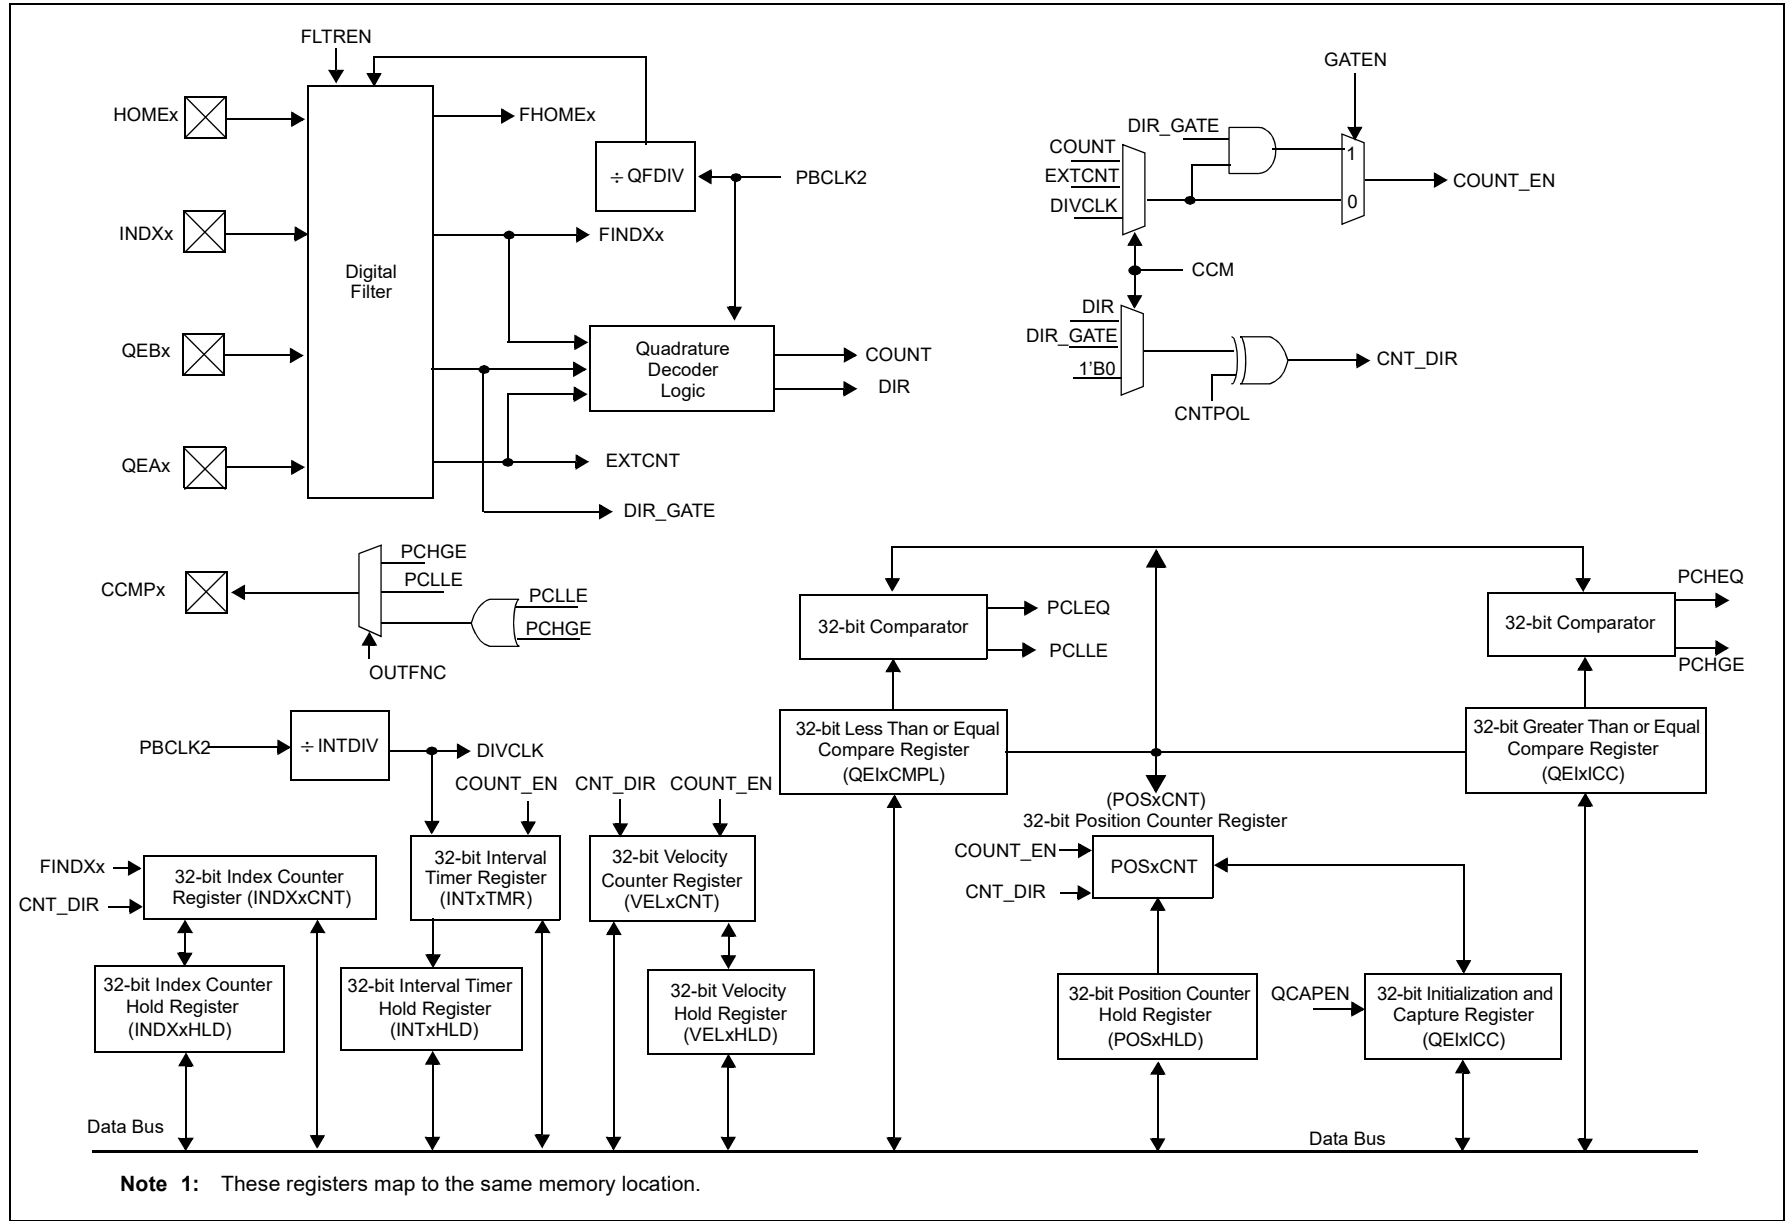 FLTREN
HOMEx
FHOMEx
÷ QFDIV
PBCLK2
INDXx
FINDXx
Digital
Filter
QEBx
Quadrature
Decoder
Logic
COUNT
DIR
QEAx
EXTCNT
DIR_GATE
GATEN
DIR_GATE
COUNT
EXTCNT
DIVCLK
1
0
COUNT_EN
CCM
DIR
DIR_GATE
1'B0
CNT_DIR
CNTPOL
CCMPx
PCHGE
PCLLE
PCLLE
PCHGE
OUTFNC
32-bit Comparator
PCLEQ
PCLLE
32-bit Comparator
PCHEQ
PCHGE
PBCLK2
÷ INTDIV
DIVCLK
32-bit Less Than or Equal
Compare Register
(QEIxCMPL)
32-bit Greater Than or Equal
Compare Register
(QEIxICC)
COUNT_EN
CNT_DIR
COUNT_EN
(POSxCNT)
32-bit Position Counter Register
FINDXx
CNT_DIR
32-bit Index Counter
Register (INDXxCNT)
32-bit Interval
Timer Register
(INTxTMR)
32-bit Velocity
Counter Register
(VELxCNT)
COUNT_EN
CNT_DIR
POSxCNT
32-bit Index Counter
Hold Register
(INDXxHLD)
32-bit Interval Timer
Hold Register
(INTxHLD)
32-bit Velocity
Hold Register
(VELxHLD)
32-bit Position Counter
Hold Register
(POSxHLD)
QCAPEN
32-bit Initialization and
Capture Register
(QEIxICC)
Data Bus
Data Bus
Note 1: These registers map to the same memory location.